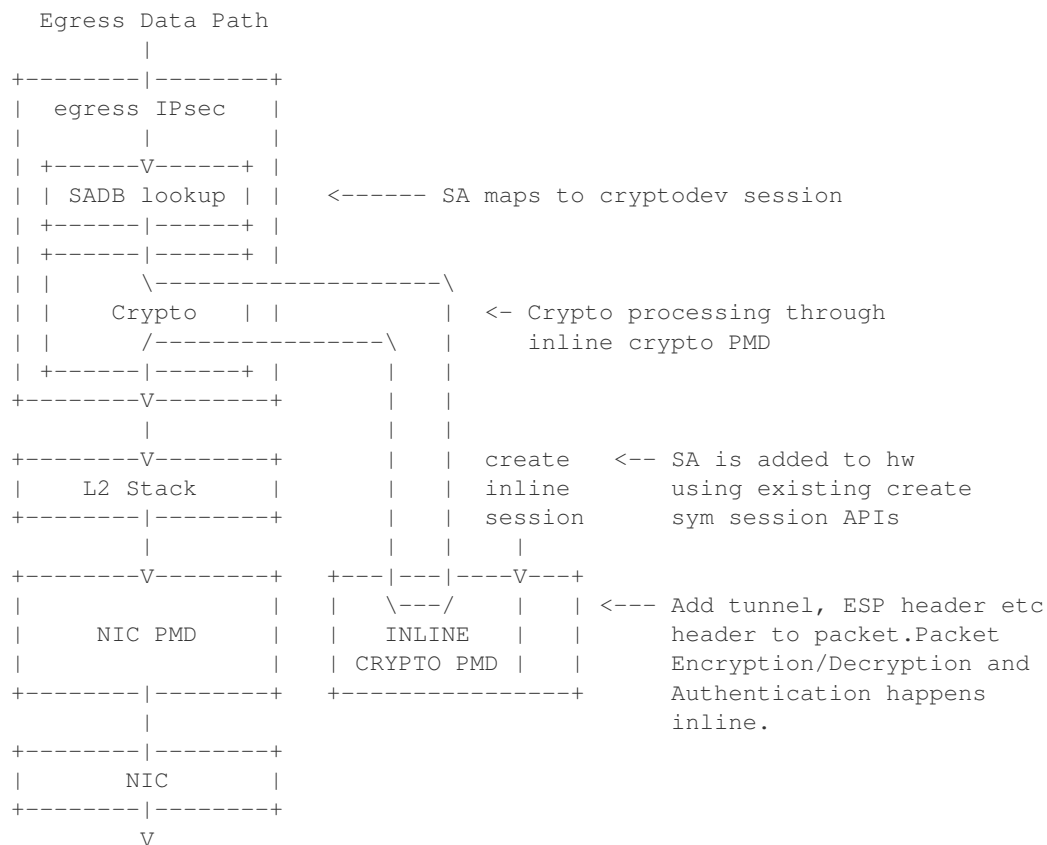 Egress Data Path
|
+--------|--------+
|  egress IPsec   |
|        |        |
| +------V------+ |
| | SADB lookup | |   <------ SA maps to cryptodev session
| +------|------+ |
| +------|------+ |
| |      \--------------------\
| |    Crypto   | |           |  <- Crypto processing through
| |      /----------------\   |     inline crypto PMD
| +------|------+ |       |   |
+--------V--------+       |   |
|                |   |
+--------V--------+       |   |  create   <-- SA is added to hw
|     L2 Stack    |       |   |  inline       using existing create
+--------|--------+       |   |  session      sym session APIs
|                |   |    |
+--------V--------+   +---|---|----V---+
|                 |   |   \---/    |   | <--- Add tunnel, ESP header etc
|     NIC PMD     |   |   INLINE   |   |      header to packet.Packet
|                 |   | CRYPTO PMD |   |      Encryption/Decryption and
+--------|--------+   +----------------+      Authentication happens
|                                     inline.
+--------|--------+
|       NIC       |
+--------|--------+
V